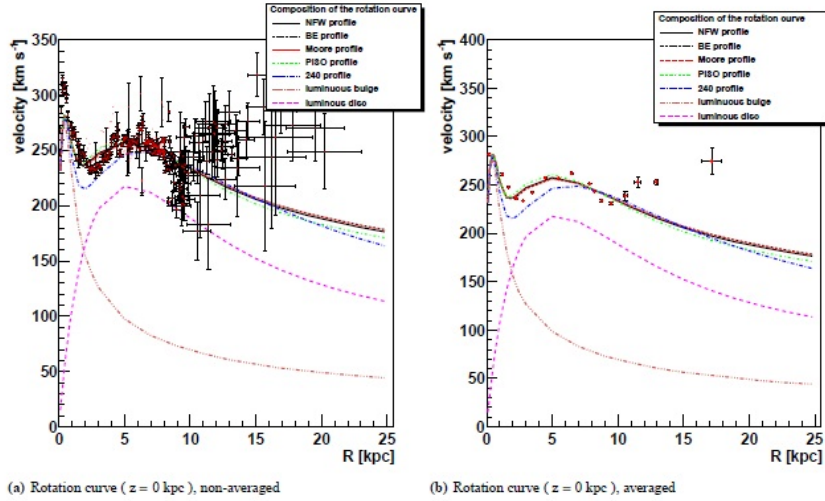 Composition of the rotation curve
NFW profile
BE profile
Moore profile
PISO profile
240 profile
luminuous bulge
luminous disc
velocity [km s⁻¹]
350
300
250
200
150
100
50
0
0 5 10 15 20 25
R [kpc]
(a) Rotation curve ( z = 0 kpc ), non-averaged
Composition of the rotation curve
NFW profile
BE profile
Moore profile
PISO profile
240 profile
luminuous bulge
luminous disc
velocity [km s⁻¹]
400
350
300
250
200
150
100
50
0
0 5 10 15 20 25
R [kpc]
(b) Rotation curve ( z = 0 kpc ), averaged